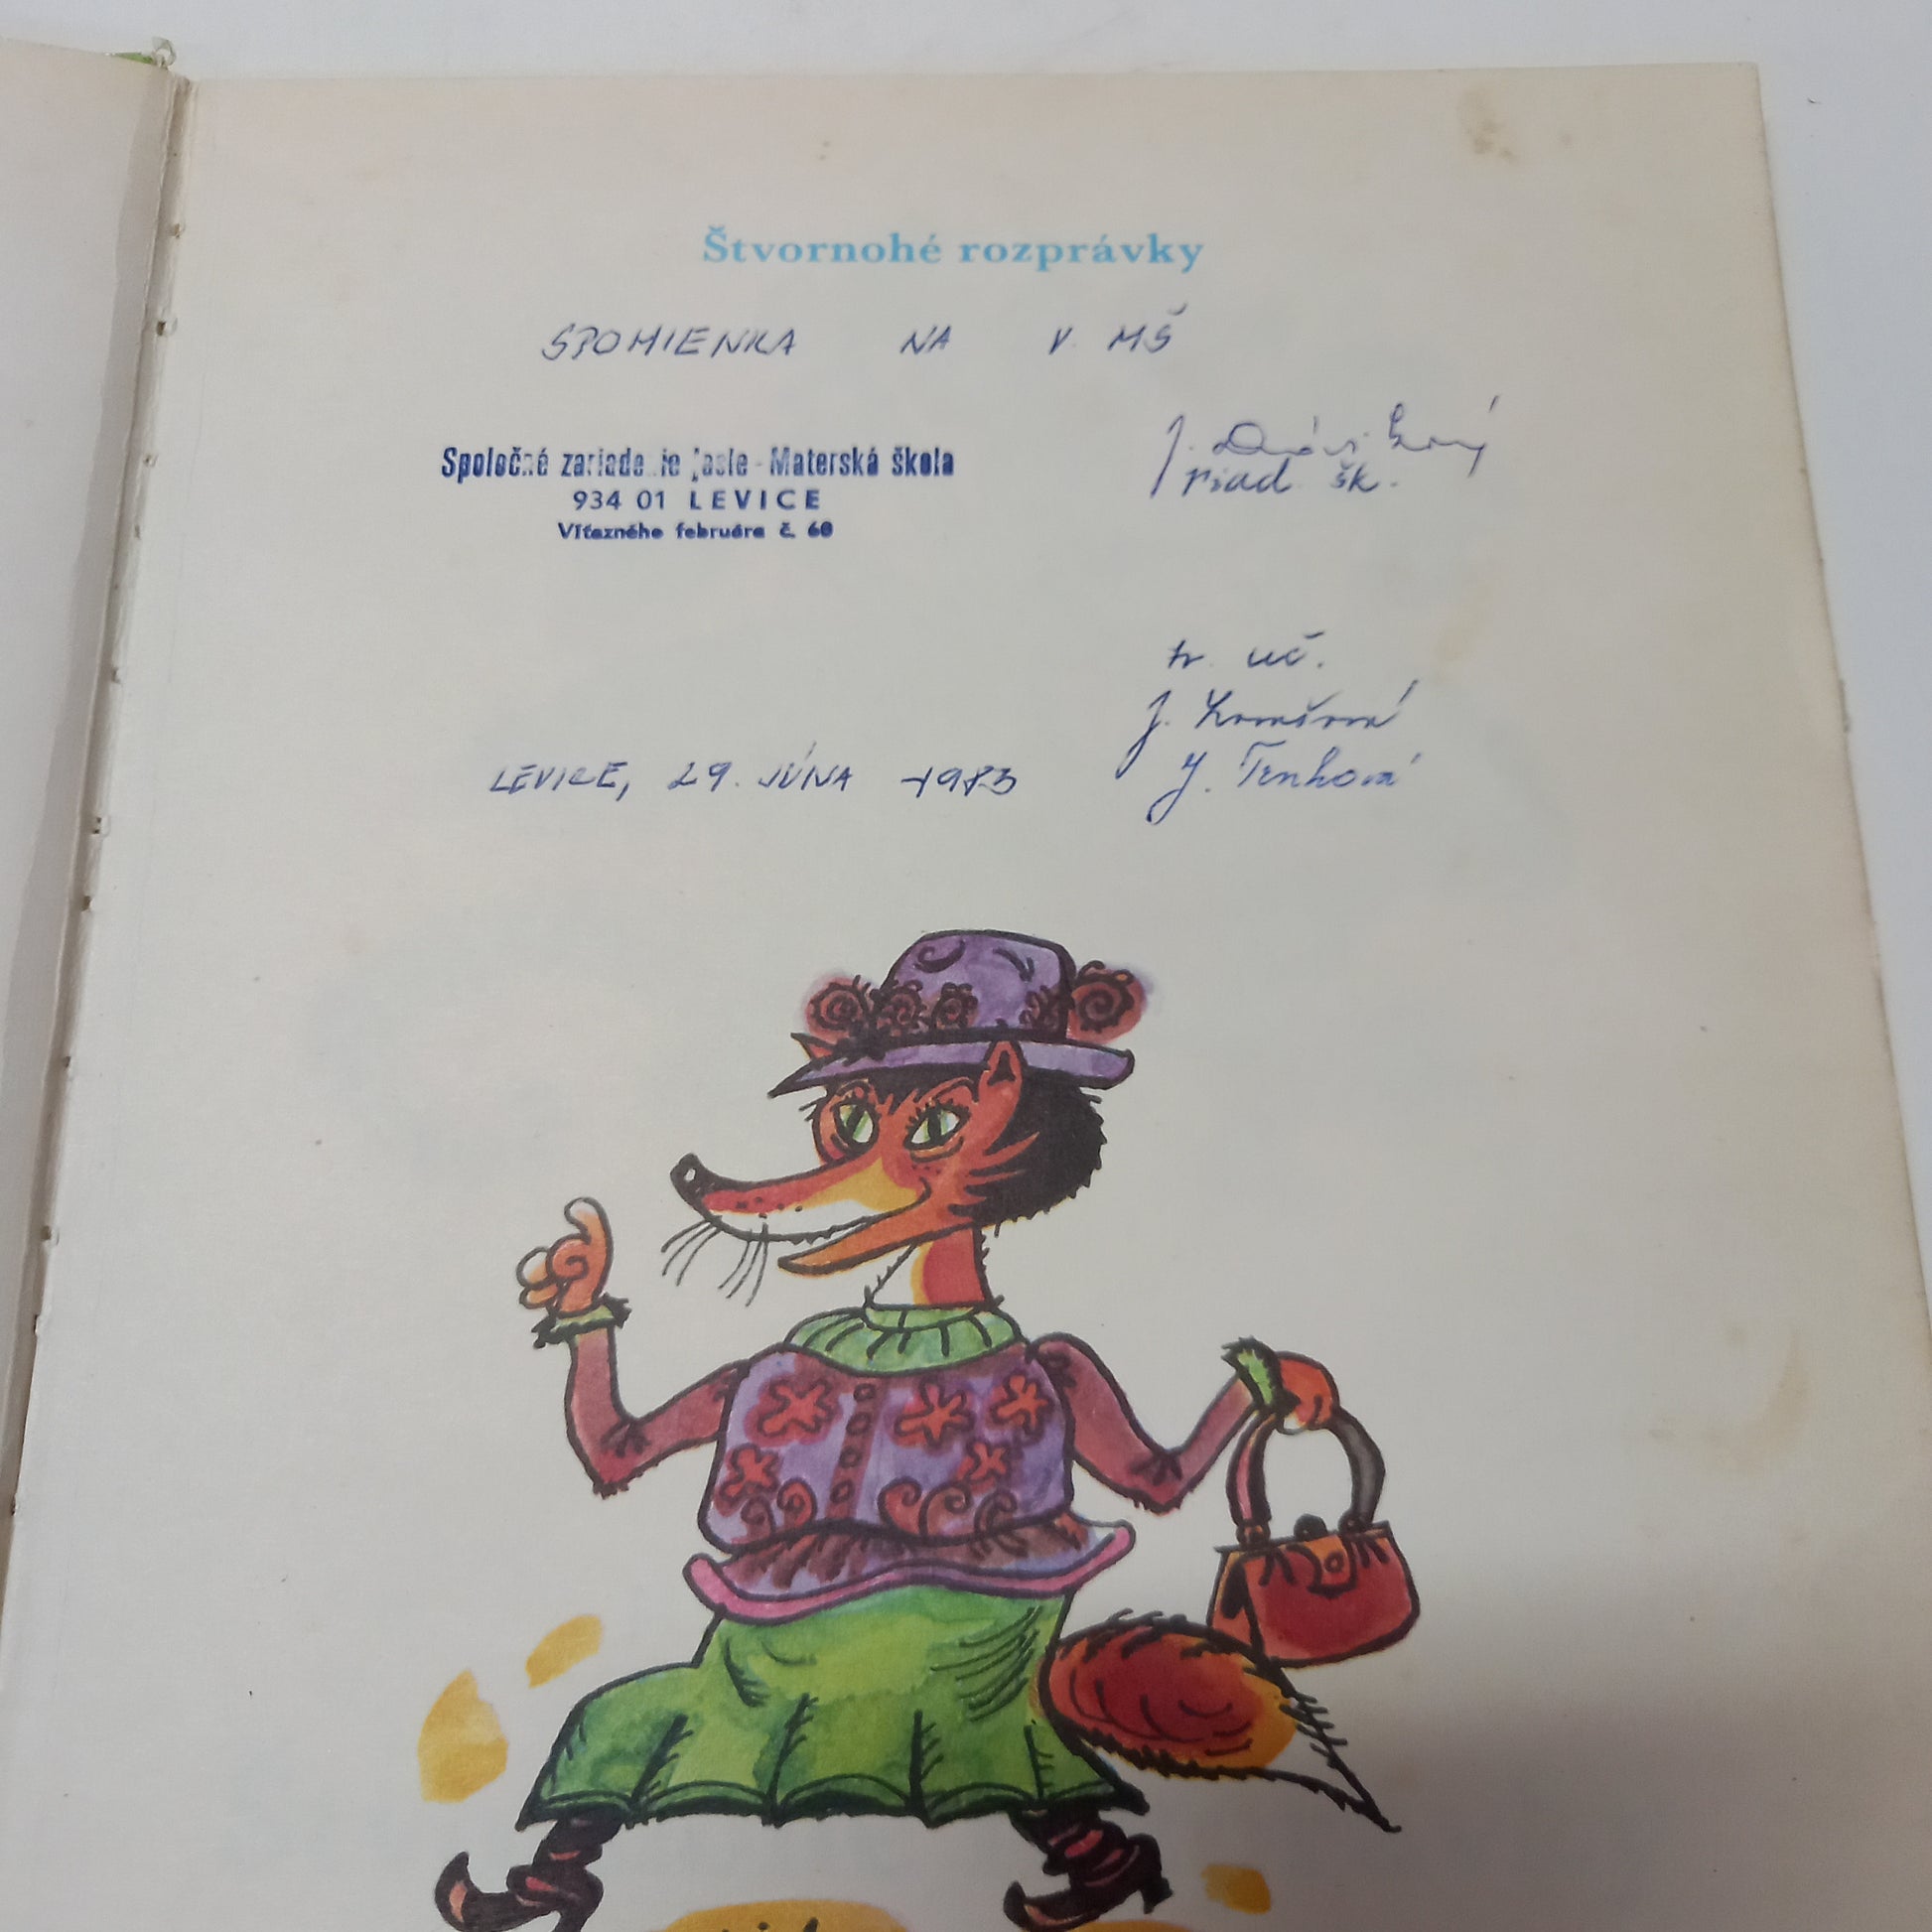 Štvornohé rozprávky
SPOMIENKA NA V. MŠ
Spoločné zariadenie jasle - Materská škola
934 01 LEVICE
Víťazného februára č. 60
J.
riad. šk.
tr. uč.
J.
J. Trnková
LEVICE, 29. JÚNA 1983